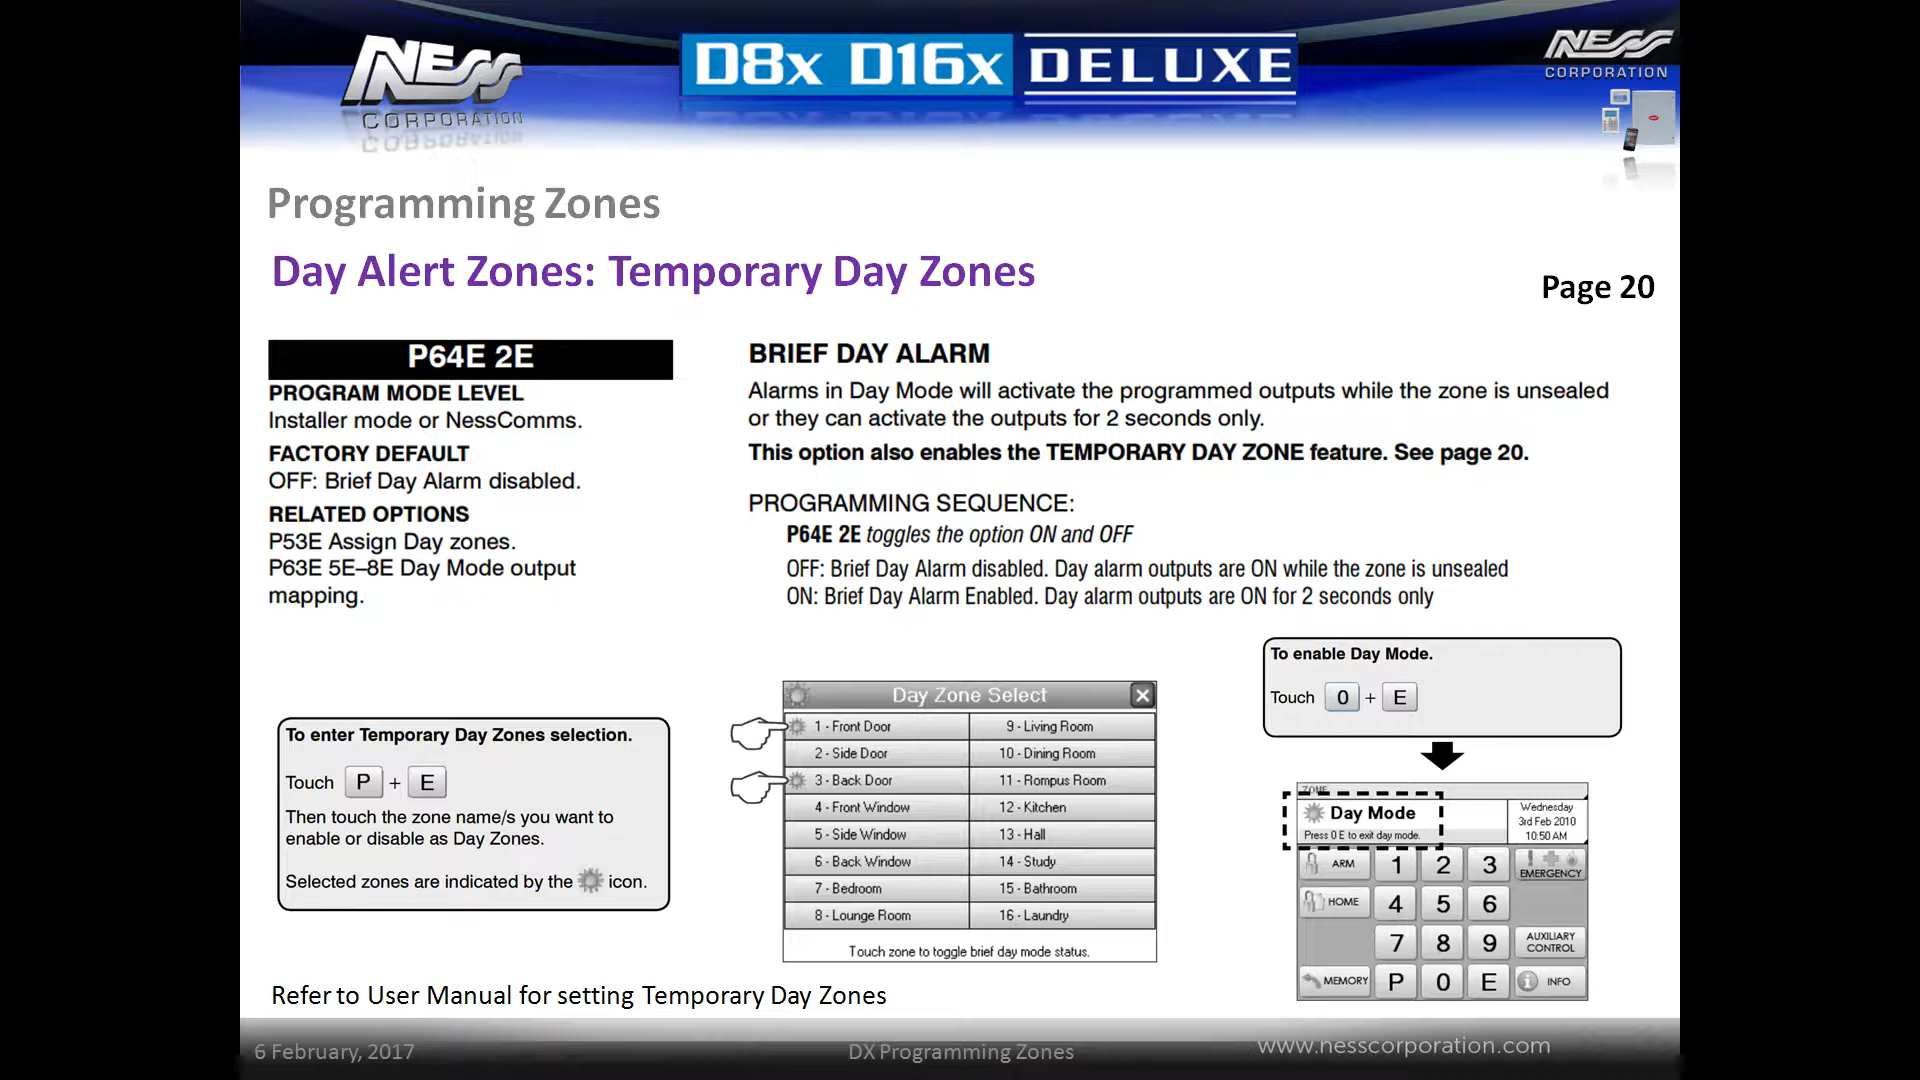 NESS
CORPORATION
D8x D16x DELUXE
NESS
CORPORATION
Programming Zones
Day Alert Zones: Temporary Day Zones
Page 20
P64E 2E
PROGRAM MODE LEVEL
Installer mode or NessComms.
FACTORY DEFAULT
OFF: Brief Day Alarm disabled.
RELATED OPTIONS
P53E Assign Day zones.
P63E 5E–8E Day Mode output
mapping.
BRIEF DAY ALARM
Alarms in Day Mode will activate the programmed outputs while the zone is unsealed
or they can activate the outputs for 2 seconds only.
This option also enables the TEMPORARY DAY ZONE feature. See page 20.
PROGRAMMING SEQUENCE:
P64E 2E toggles the option ON and OFF
OFF: Brief Day Alarm disabled. Day alarm outputs are ON while the zone is unsealed
ON: Brief Day Alarm Enabled. Day alarm outputs are ON for 2 seconds only
To enter Temporary Day Zones selection.
Touch P + E
Then touch the zone name/s you want to
enable or disable as Day Zones.
Selected zones are indicated by the icon.
Day Zone Select
1 - Front Door
9 - Living Room
2 - Side Door
10 - Dining Room
3 - Back Door
11 - Rompus Room
4 - Front Window
12 - Kitchen
5 - Side Window
13 - Hall
6 - Back Window
14 - Study
7 - Bedroom
15 - Bathroom
8 - Lounge Room
16 - Laundry
Touch zone to toggle brief day mode status.
To enable Day Mode.
Touch 0 + E
ZONE
Day Mode
Press 0 E to exit day mode.
Wednesday
3rd Feb 2010
10:50 AM
ARM 1 2 3 EMERGENCY
HOME 4 5 6
7 8 9 AUXILIARY CONTROL
MEMORY P 0 E INFO
Refer to User Manual for setting Temporary Day Zones
6 February, 2017
DX Programming Zones
www.nesscorporation.com